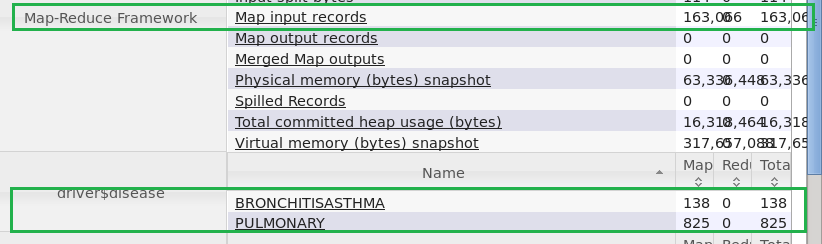 Input split bytes 114 0 114
Map-Reduce Framework Map input records 163,066 0 163,06
Map output records 0 0 0
Merged Map outputs 0 0 0
Physical memory (bytes) snapshot 63,336,448 0 63,336
Spilled Records 0 0 0
Total committed heap usage (bytes) 16,318,464 0 16,318
Virtual memory (bytes) snapshot 317,657,088 0 317,65
Name Map Redu Tota
driver$disease
BRONCHITISASTHMA 138 0 138
PULMONARY 825 0 825
Map Redu Tota